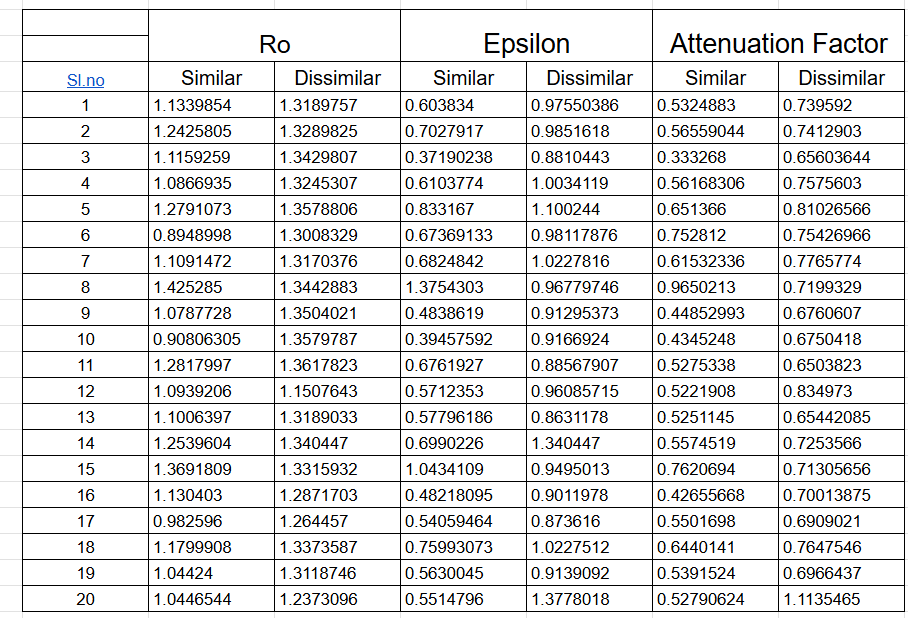 Ro Epsilon Attenuation Factor
Sl.no Similar Dissimilar Similar Dissimilar Similar Dissimilar
1 1.1339854 1.3189757 0.603834 0.97550386 0.5324883 0.739592
2 1.2425805 1.3289825 0.7027917 0.9851618 0.56559044 0.7412903
3 1.1159259 1.3429807 0.37190238 0.8810443 0.333268 0.65603644
4 1.0866935 1.3245307 0.6103774 1.0034119 0.56168306 0.7575603
5 1.2791073 1.3578806 0.833167 1.100244 0.651366 0.81026566
6 0.8948998 1.3008329 0.67369133 0.98117876 0.752812 0.75426966
7 1.1091472 1.3170376 0.6824842 1.0227816 0.61532336 0.7765774
8 1.425285 1.3442883 1.3754303 0.96779746 0.9650213 0.7199329
9 1.0787728 1.3504021 0.4838619 0.91295373 0.44852993 0.6760607
10 0.90806305 1.3579787 0.39457592 0.9166924 0.4345248 0.6750418
11 1.2817997 1.3617823 0.6761927 0.88567907 0.5275338 0.6503823
12 1.0939206 1.1507643 0.5712353 0.96085715 0.5221908 0.834973
13 1.1006397 1.3189033 0.57796186 0.8631178 0.5251145 0.65442085
14 1.2539604 1.340447 0.6990226 1.340447 0.5574519 0.7253566
15 1.3691809 1.3315932 1.0434109 0.9495013 0.7620694 0.71305656
16 1.130403 1.2871703 0.48218095 0.9011978 0.42655668 0.70013875
17 0.982596 1.264457 0.54059464 0.873616 0.5501698 0.6909021
18 1.1799908 1.3373587 0.75993073 1.0227512 0.6440141 0.7647546
19 1.04424 1.3118746 0.5630045 0.9139092 0.5391524 0.6966437
20 1.0446544 1.2373096 0.5514796 1.3778018 0.52790624 1.1135465